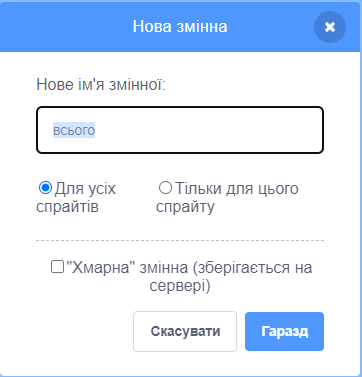 Нова змінна
Нове ім'я змінної:
всього
Для усіх спрайтів
Тільки для цього спрайту
"Хмарна" змінна (зберігається на
сервері)
Скасувати
Гаразд